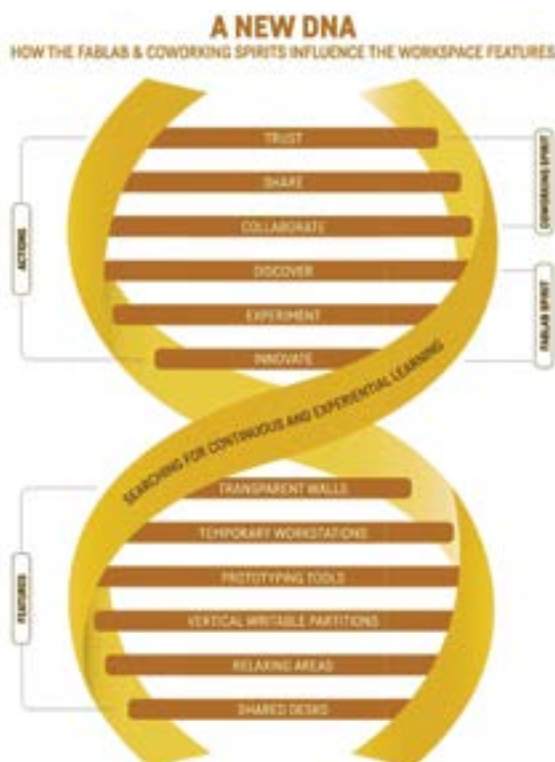 A NEW DNA
HOW THE FABLAB & COWORKING SPIRITS INFLUENCE THE WORKSPACE FEATURES
TRUST
SHARE
COLLABORATE
DISCOVER
EXPERIMENT
INNOVATE
ACTIONS
COWORKING SPIRIT
FABLAB SPIRIT
SEARCHING FOR CONTINUOUS AND EXPERIENTIAL LEARNING
TRANSPARENT WALLS
TEMPORARY WORKSTATIONS
PROTOTYPING TOOLS
VERTICAL WRITABLE PARTITIONS
RELAXING AREAS
SHARED DESKS
FEATURES